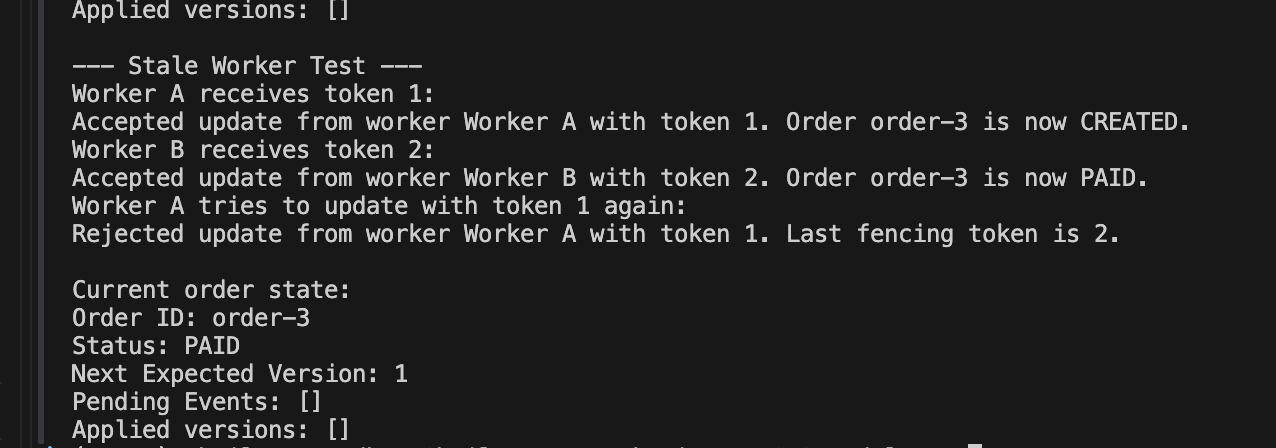 Applied versions: []
--- Stale Worker Test ---
Worker A receives token 1:
Accepted update from worker Worker A with token 1. Order order-3 is now CREATED.
Worker B receives token 2:
Accepted update from worker Worker B with token 2. Order order-3 is now PAID.
Worker A tries to update with token 1 again:
Rejected update from worker Worker A with token 1. Last fencing token is 2.
Current order state:
Order ID: order-3
Status: PAID
Next Expected Version: 1
Pending Events: []
Applied versions: []